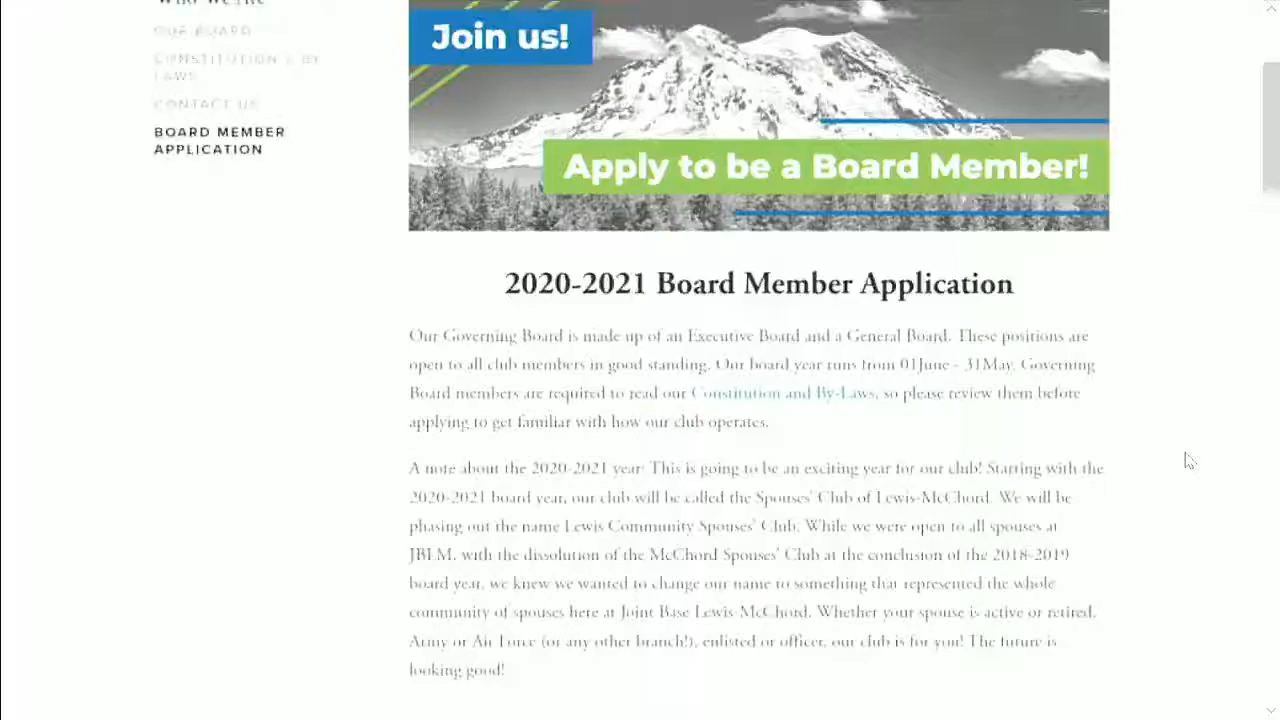 Who We Are
OUR BOARD
CONSTITUTION & BY
LAWS
CONTACT US
BOARD MEMBER
APPLICATION
Join us!
Apply to be a Board Member!
2020-2021 Board Member Application
Our Governing Board is made up of an Executive Board and a General Board. These positions are
open to all club members in good standing. Our board year runs from 01June - 31May. Governing
Board members are required to read our Constitution and By-Laws, so please review them before
applying to get familiar with how our club operates.
A note about the 2020-2021 year: This is going to be an exciting year for our club! Starting with the
2020-2021 board year, our club will be called the Spouses' Club of Lewis-McChord. We will be
phasing out the name Lewis Community Spouses' Club. While we were open to all spouses at
JBLM, with the dissolution of the McChord Spouses' Club at the conclusion of the 2018-2019
board year, we knew we wanted to change our name to something that represented the whole
community of spouses here at Joint Base Lewis-McChord. Whether your spouse is active or retired,
Army or Air Force (or any other branch!), enlisted or officer, our club is for you! The future is
looking good!